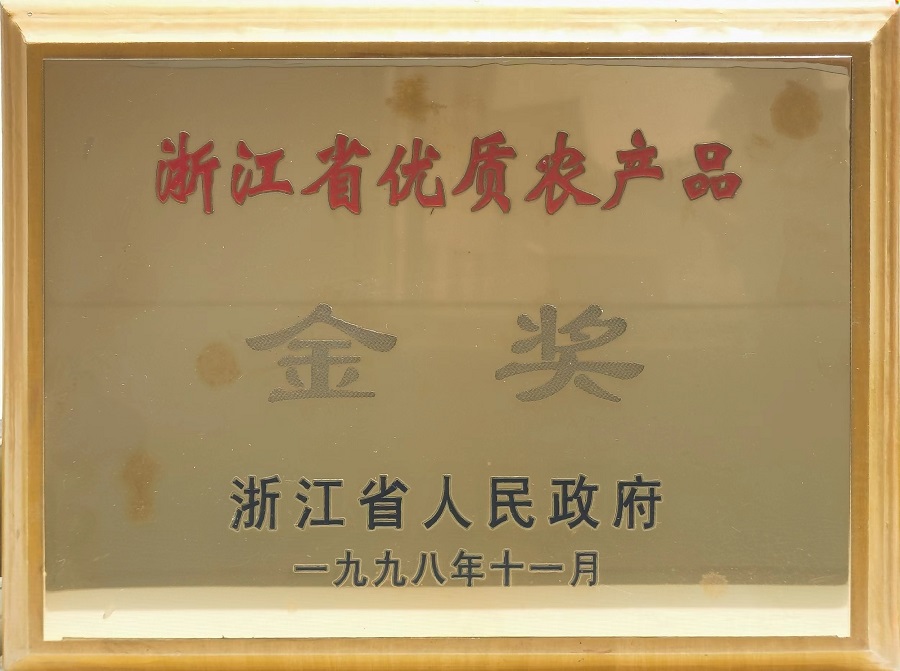 浙江省优质农产品
金奖
浙江省人民政府
一九九八年十一月